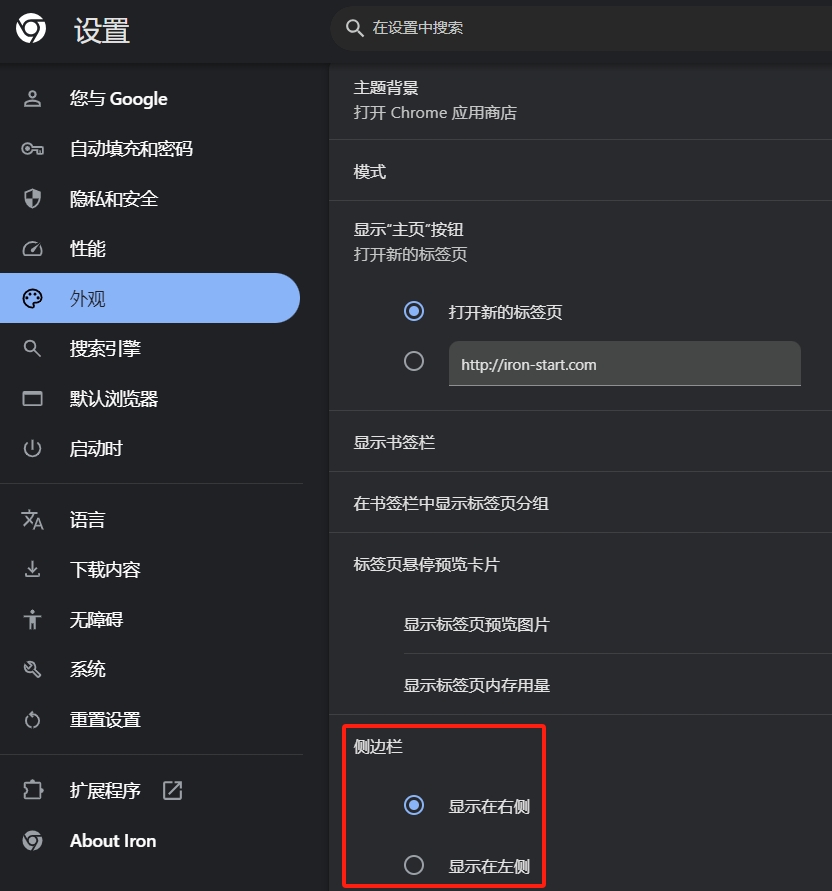 设置
在设置中搜索
您与 Google
自动填充和密码
隐私和安全
性能
外观
搜索引擎
默认浏览器
启动时
语言
下载内容
无障碍
系统
重置设置
扩展程序
About Iron
主题背景
打开 Chrome 应用商店
模式
显示“主页”按钮
打开新的标签页
打开新的标签页
http://iron-start.com
显示书签栏
在书签栏中显示标签页分组
标签页悬停预览卡片
显示标签页预览图片
显示标签页内存用量
侧边栏
显示在右侧
显示在左侧